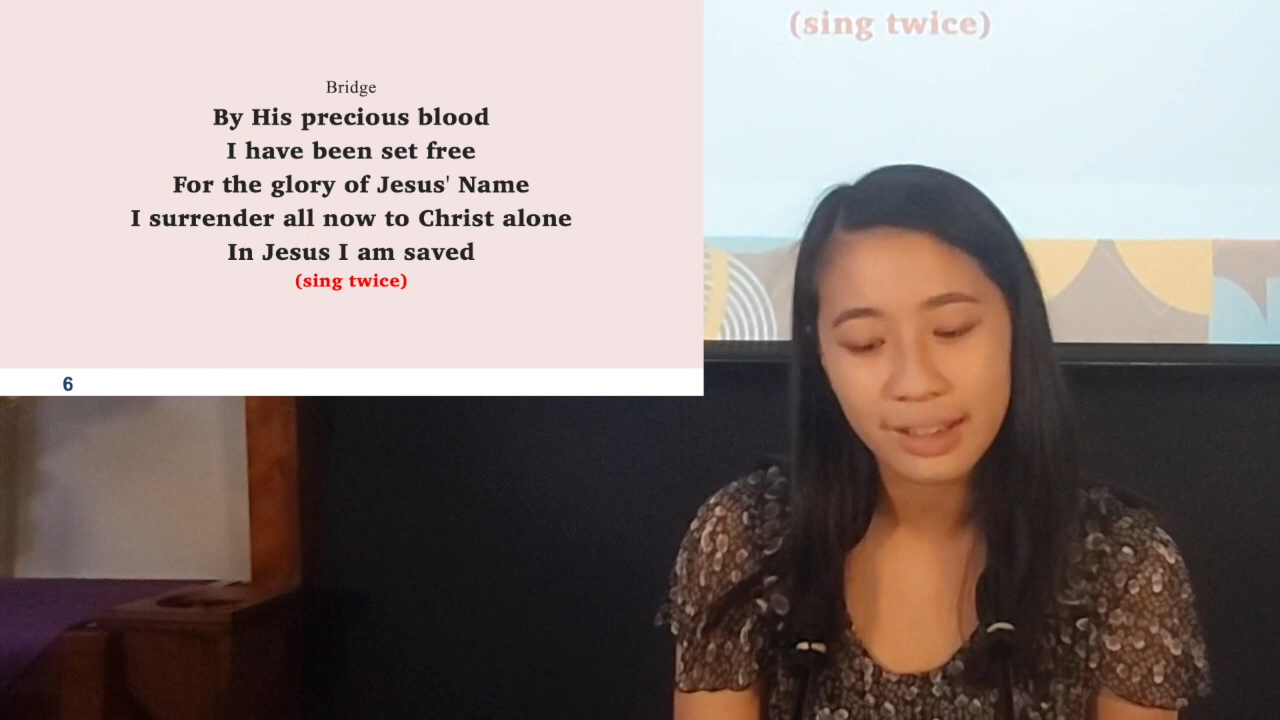 Bridge
By His precious blood
I have been set free
For the glory of Jesus' Name
I surrender all now to Christ alone
In Jesus I am saved
(sing twice)
6
(sing twice)